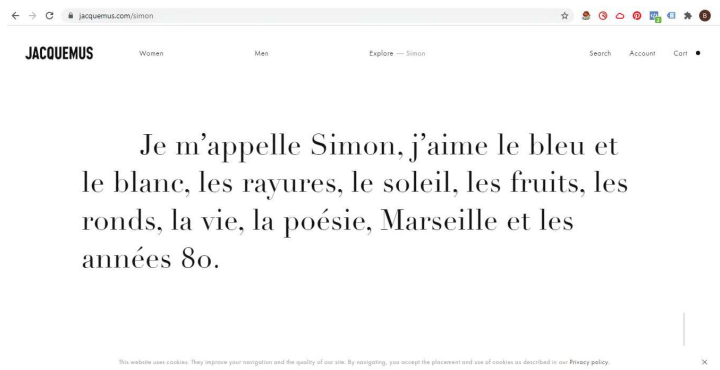 jacquemus.com/simon
JACQUEMUS Women Men Explore — Simon Search Account Cart
Je m'appelle Simon, j'aime le bleu et
le blanc, les rayures, le soleil, les fruits, les
ronds, la vie, la poésie, Marseille et les
années 80.
This website uses cookies. They improve your navigation and the quality of our site. By navigating, you accept the placement and use of cookies as described in our Privacy policy.